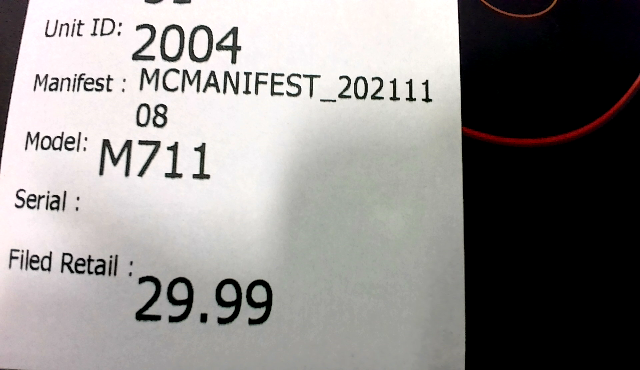 Unit ID: 2004
Manifest : MCMANIFEST_202111
08
Model: M711
Serial :
Filed Retail : 29.99